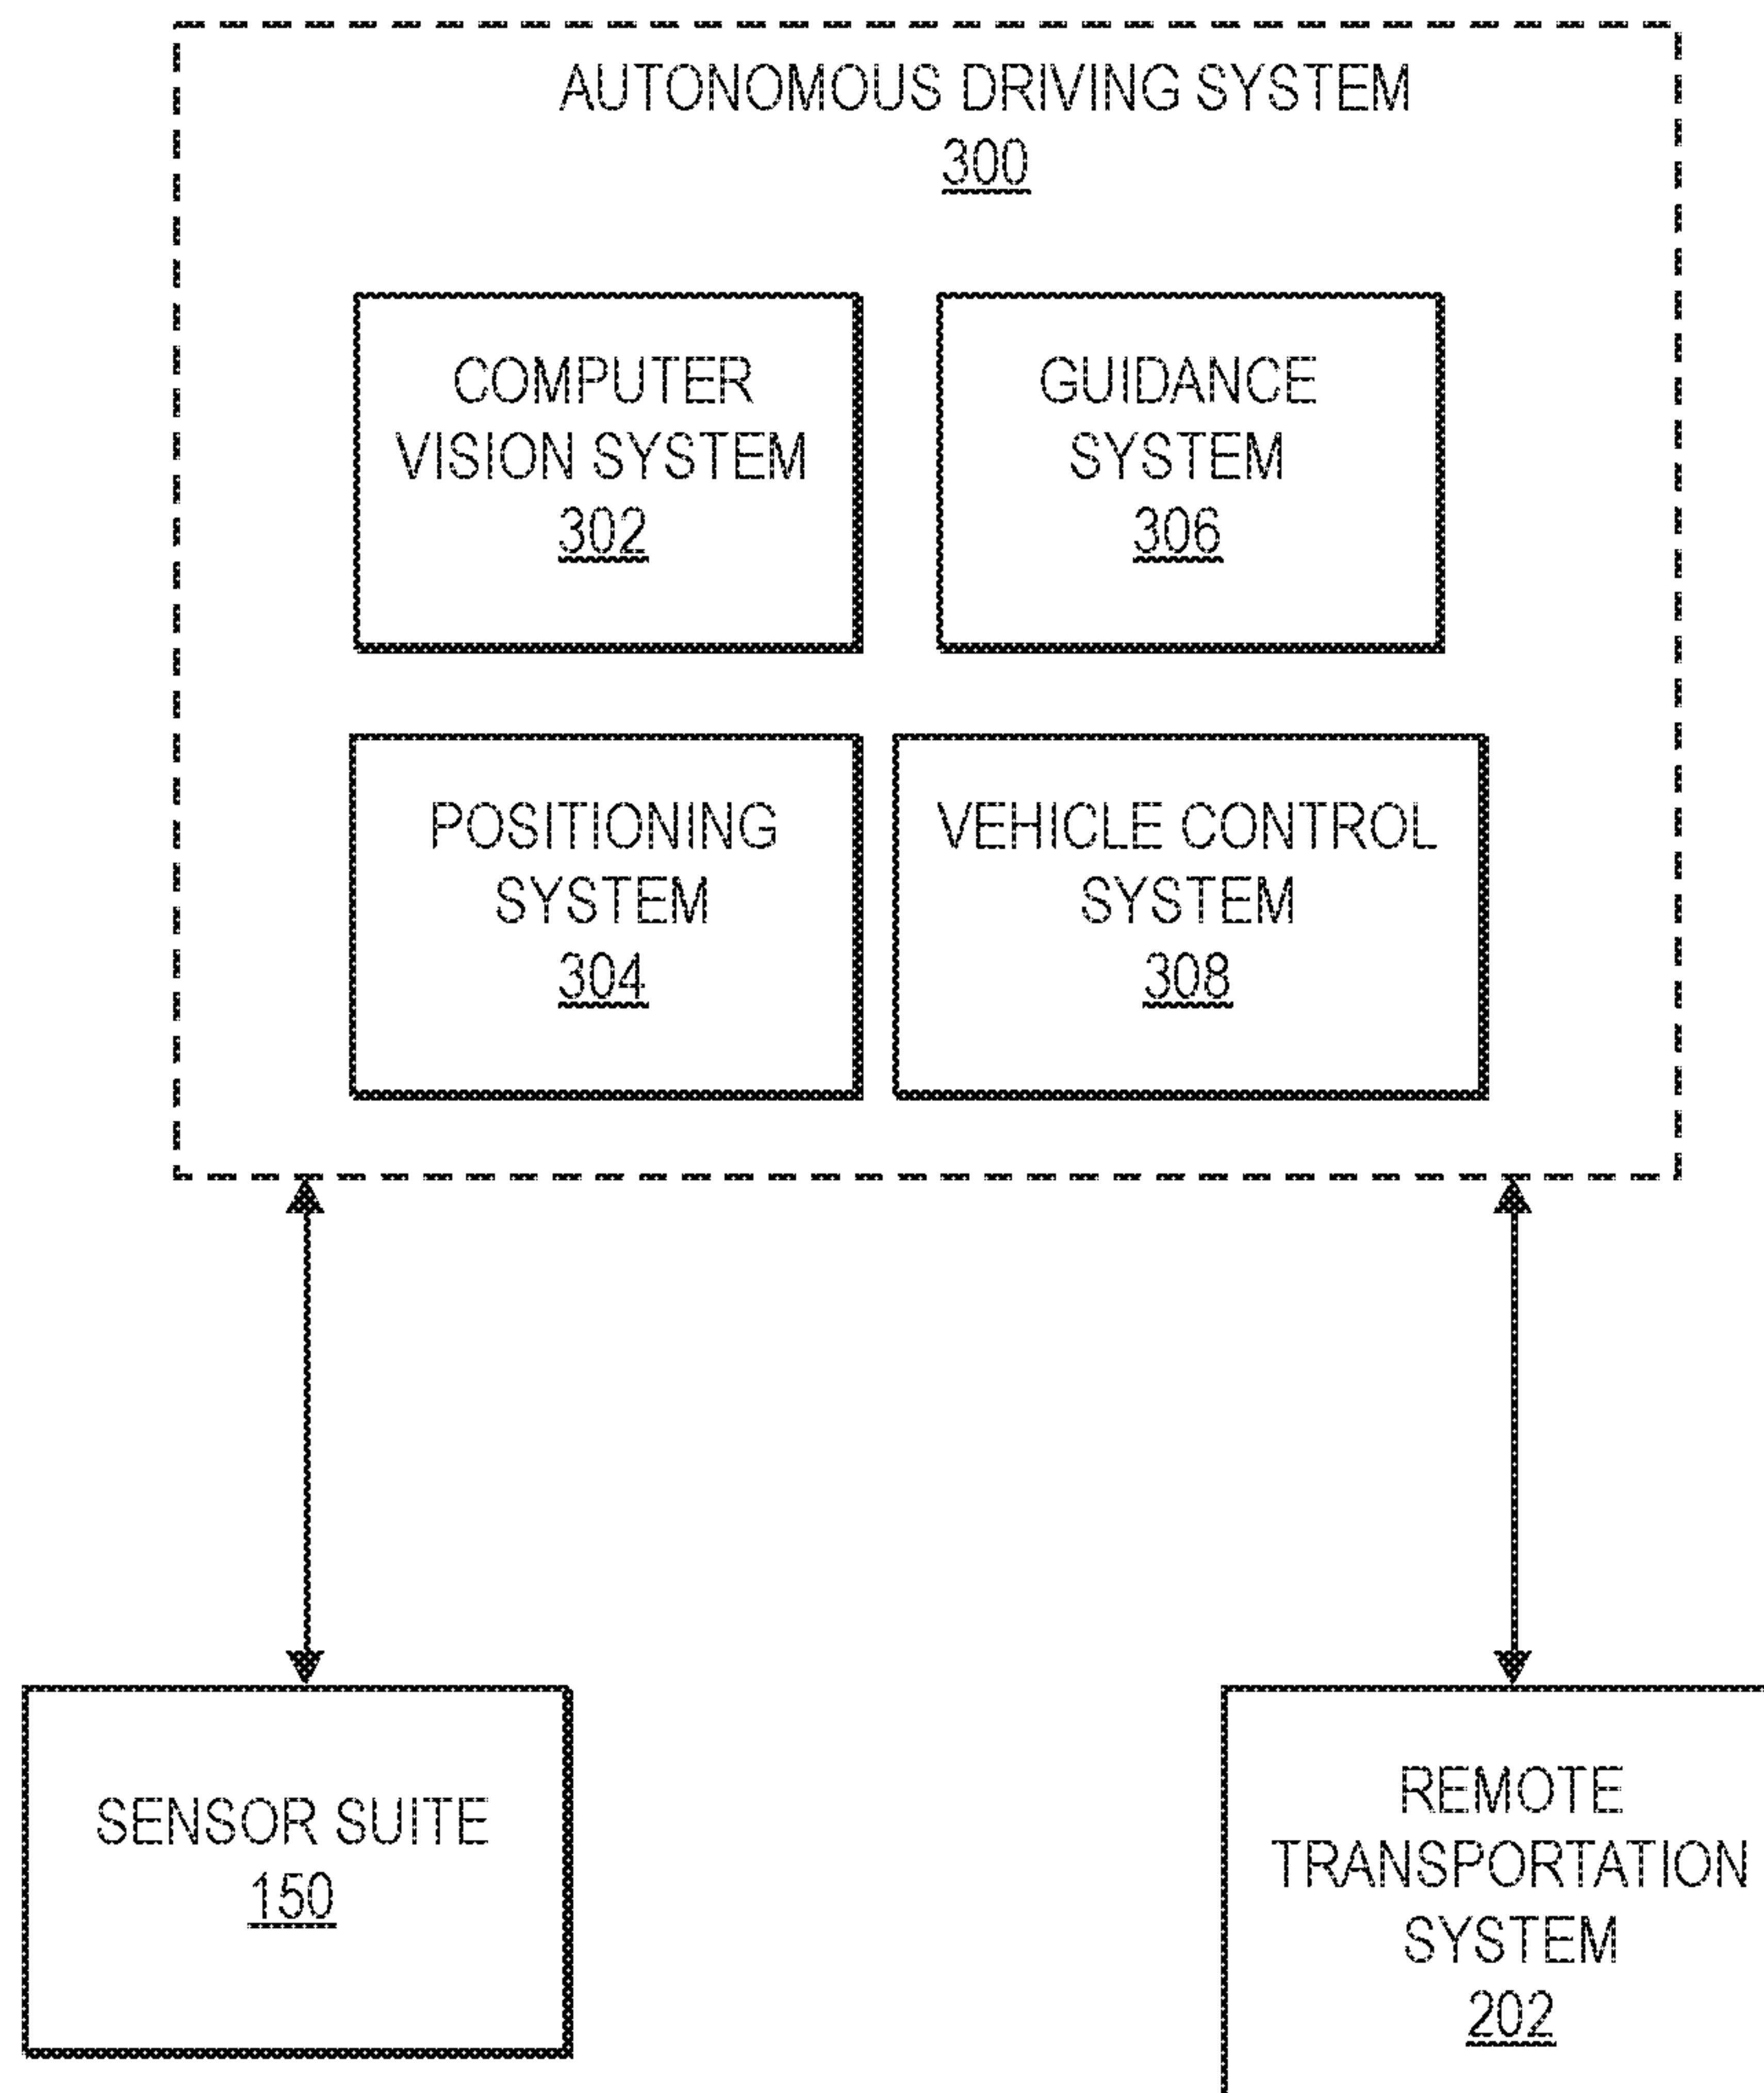 AUTONOMOUS DRIVING SYSTEM
300
COMPUTER
VISION SYSTEM
302
GUIDANCE
SYSTEM
306
POSITIONING
SYSTEM
304
VEHICLE CONTROL
SYSTEM
308
SENSOR SUITE
150
REMOTE
TRANSPORTATION
SYSTEM
202